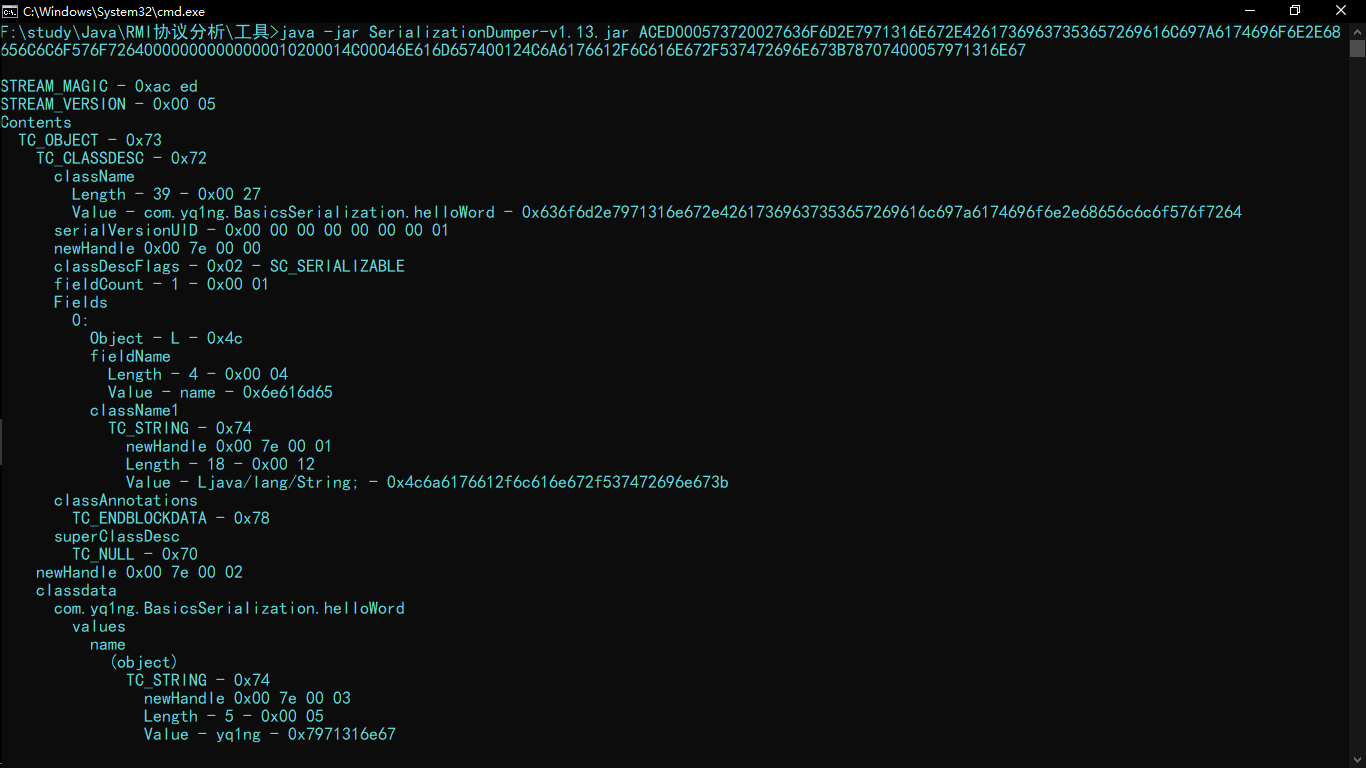 C:\Windows\System32\cmd.exe
F:\study\Java\RMI协议分析\工具>java -jar SerializationDumper-v1.13.jar ACED000573720027636F6D2E7971316E672E42617369637353657269616C697A6174696F6E2E68
656C6C6F576F726400000000000000010200014C00046E616D657400124C6A6176612F6C616E672F537472696E673B78707400057971316E67
STREAM_MAGIC - 0xac ed
STREAM_VERSION - 0x00 05
Contents
TC_OBJECT - 0x73
TC_CLASSDESC - 0x72
className
Length - 39 - 0x00 27
Value - com.yq1ng.BasicsSerialization.helloWord - 0x636f6d2e7971316e672e42617369637353657269616c697a6174696f6e2e68656c6c6f576f7264
serialVersionUID - 0x00 00 00 00 00 00 00 01
newHandle 0x00 7e 00 00
classDescFlags - 0x02 - SC_SERIALIZABLE
fieldCount - 1 - 0x00 01
Fields
0:
Object - L - 0x4c
fieldName
Length - 4 - 0x00 04
Value - name - 0x6e616d65
className1
TC_STRING - 0x74
newHandle 0x00 7e 00 01
Length - 18 - 0x00 12
Value - Ljava/lang/String; - 0x4c6a6176612f6c616e672f537472696e673b
classAnnotations
TC_ENDBLOCKDATA - 0x78
superClassDesc
TC_NULL - 0x70
newHandle 0x00 7e 00 02
classdata
com.yq1ng.BasicsSerialization.helloWord
values
name
(object)
TC_STRING - 0x74
newHandle 0x00 7e 00 03
Length - 5 - 0x00 05
Value - yq1ng - 0x7971316e67